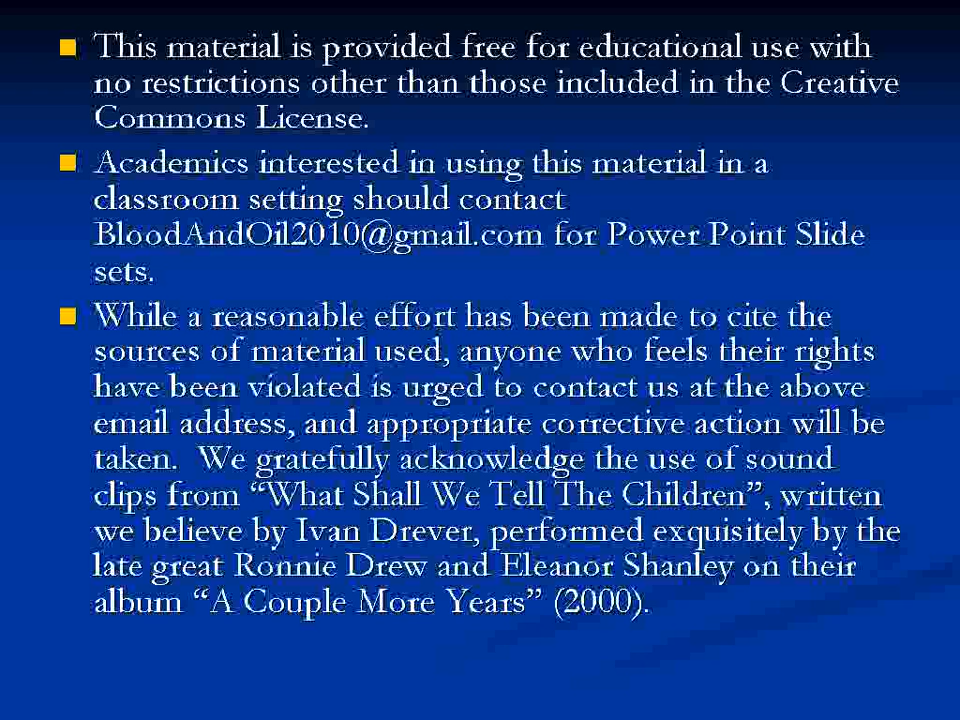 This material is provided free for educational use with
no restrictions other than those included in the Creative
Commons License.
Academics interested in using this material in a
classroom setting should contact
BloodAndOil2010@gmail.com for Power Point Slide
sets.
While a reasonable effort has been made to cite the
sources of material used, anyone who feels their rights
have been violated is urged to contact us at the above
email address, and appropriate corrective action will be
taken.  We gratefully acknowledge the use of sound
clips from “What Shall We Tell The Children”, written
we believe by Ivan Drever, performed exquisitely by the
late great Ronnie Drew and Eleanor Shanley on their
album “A Couple More Years” (2000).